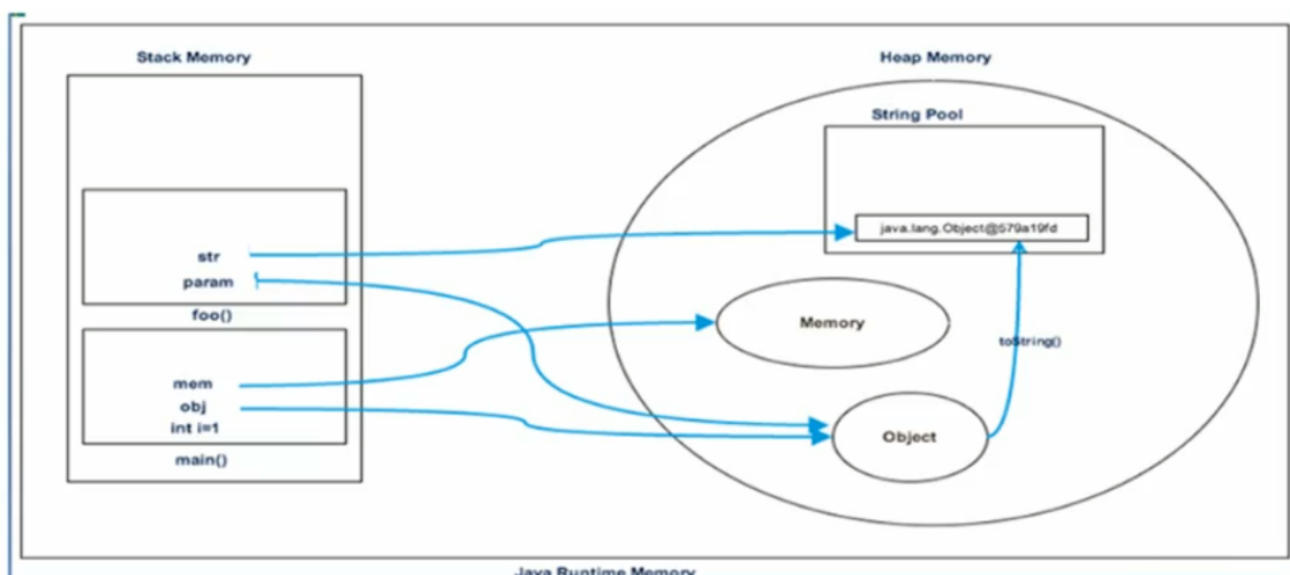 Stack Memory
Heap Memory
String Pool
java.lang.Object@579a19fd
str
param
foo()
Memory
toString()
mem
obj
int i=1
Object
main()
Java Runtime Memory